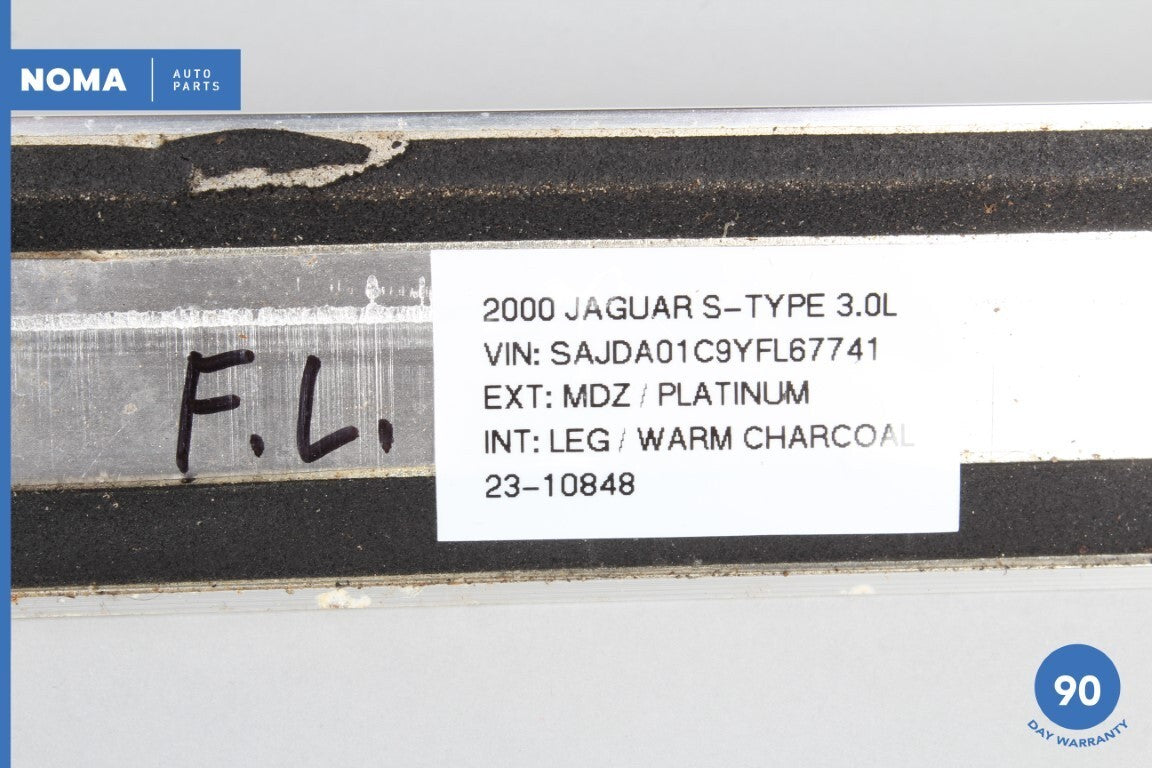 NOMA AUTO PARTS
2000 JAGUAR S-TYPE 3.0L
VIN: SAJDA01C9YFL67741
EXT: MDZ / PLATINUM
INT: LEG / WARM CHARCOAL
23-10848
F.L.
90
DAY WARRANTY